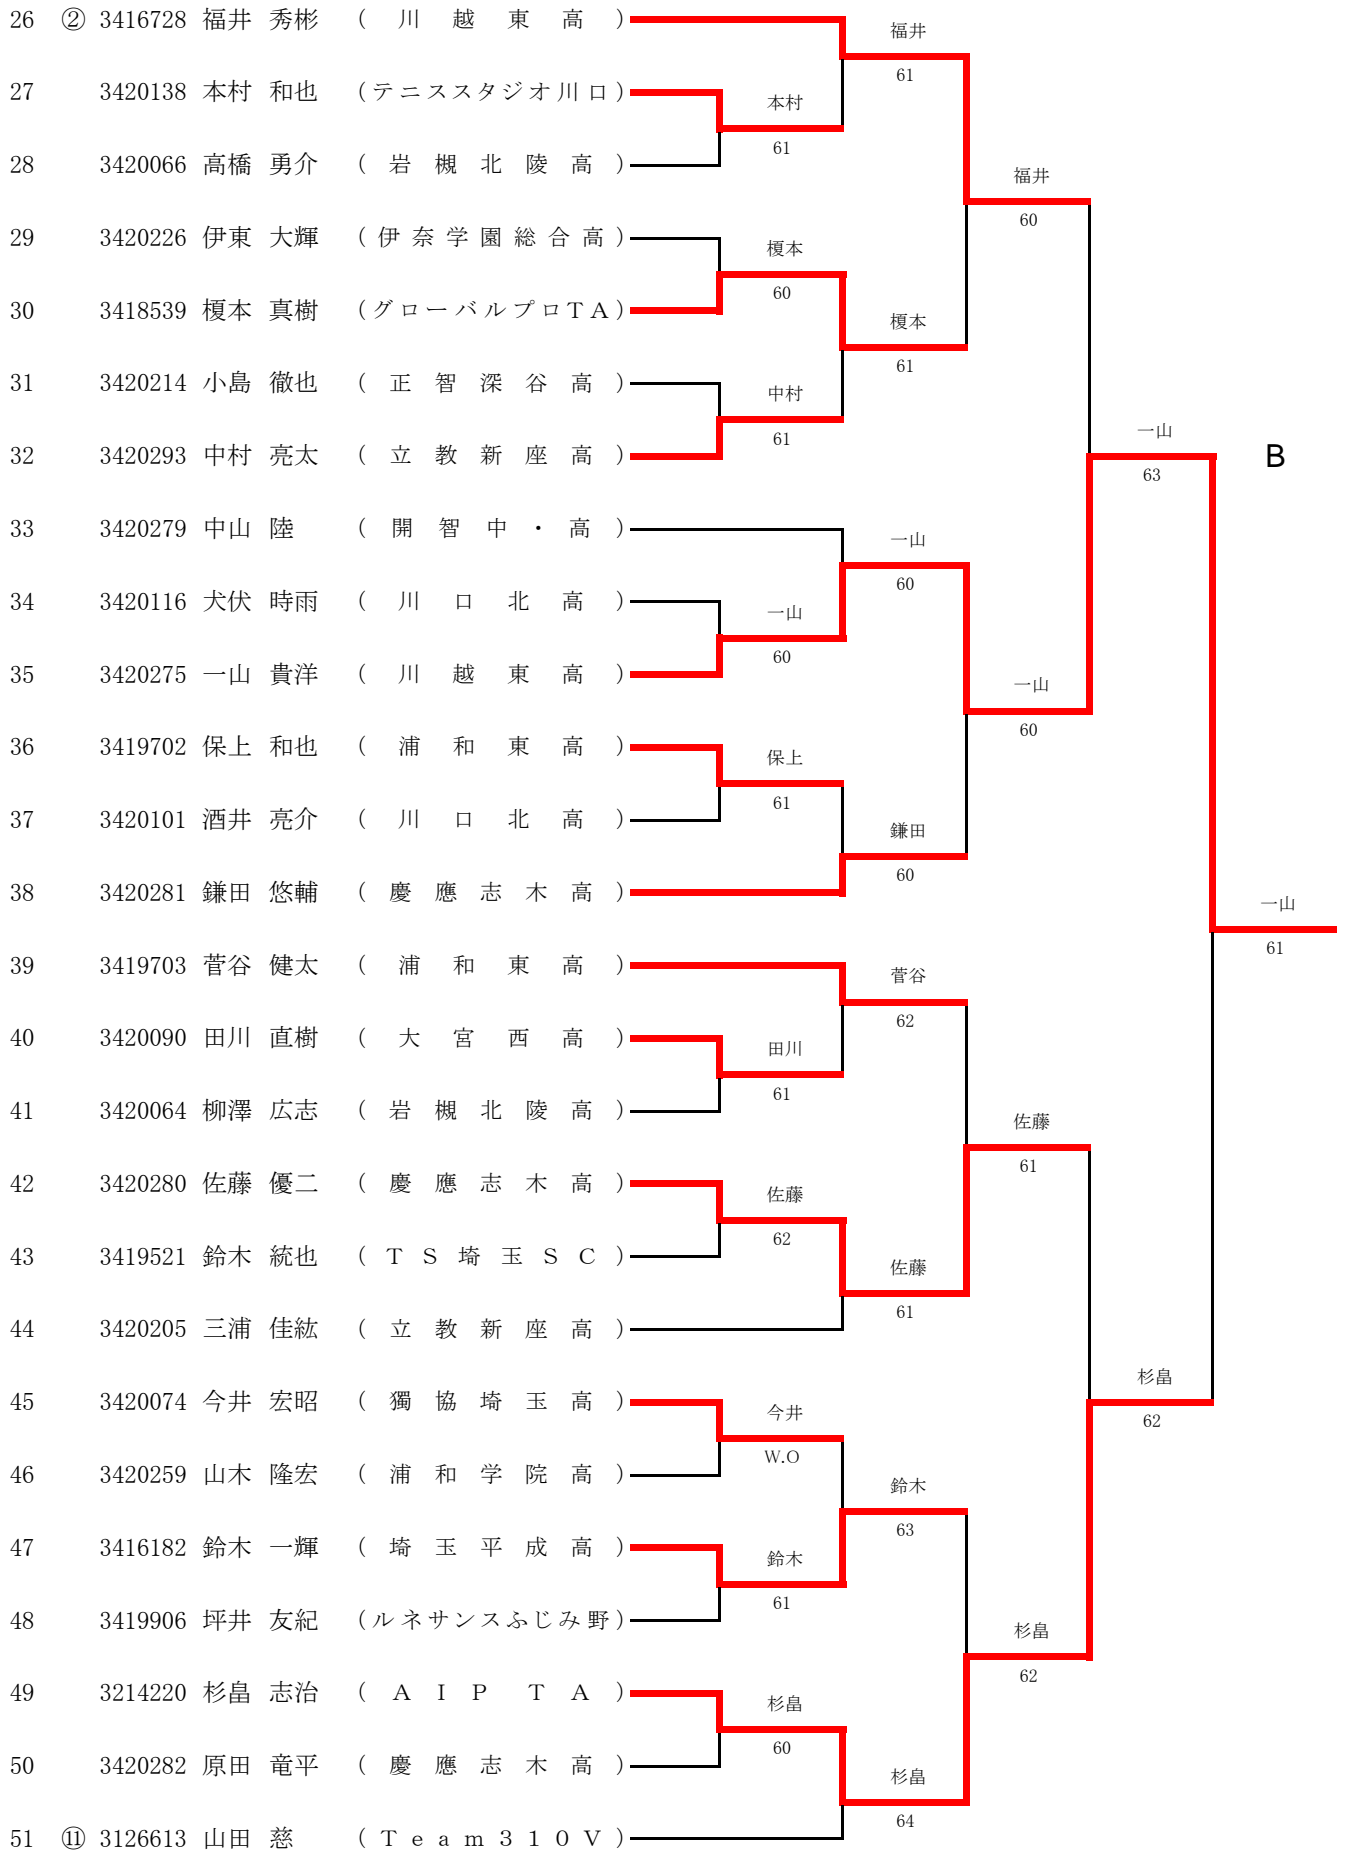 26 ② 3416728 福井 秀彬 ( 川越東高 )
福井
61
27 3420138 本村 和也 (テニススタジオ川口)
本村
61
28 3420066 高橋 勇介 ( 岩槻北陵高 )
福井
60
29 3420226 伊東 大輝 (伊奈学園総合高)
榎本
60
30 3418539 榎本 真樹 (グローバルプロTA)
榎本
61
31 3420214 小島 徹也 ( 正智深谷高 )
中村
61
32 3420293 中村 亮太 ( 立教新座高 )
一山
63
B
33 3420279 中山 陸 ( 開智中・高 )
一山
60
34 3420116 犬伏 時雨 ( 川口北高 )
一山
60
35 3420275 一山 貴洋 ( 川越東高 )
一山
60
36 3419702 保上 和也 ( 浦和東高 )
保上
61
37 3420101 酒井 亮介 ( 川口北高 )
鎌田
60
38 3420281 鎌田 悠輔 ( 慶應志木高 )
一山
61
39 3419703 菅谷 健太 ( 浦和東高 )
菅谷
62
40 3420090 田川 直樹 ( 大宮西高 )
田川
61
41 3420064 柳澤 広志 ( 岩槻北陵高 )
佐藤
61
42 3420280 佐藤 優二 ( 慶應志木高 )
佐藤
62
43 3419521 鈴木 統也 ( TS埼玉SC )
佐藤
61
44 3420205 三浦 佳紘 ( 立教新座高 )
杉畠
62
45 3420074 今井 宏昭 ( 獨協埼玉高 )
今井
W.O
46 3420259 山木 隆宏 ( 浦和学院高 )
鈴木
63
47 3416182 鈴木 一輝 ( 埼玉平成高 )
鈴木
61
48 3419906 坪井 友紀 (ルネサンスふじみ野)
杉畠
62
49 3214220 杉畠 志治 ( AIP TA )
杉畠
60
50 3420282 原田 竜平 ( 慶應志木高 )
杉畠
64
51 ⑪ 3126613 山田 慈 ( Team310V )